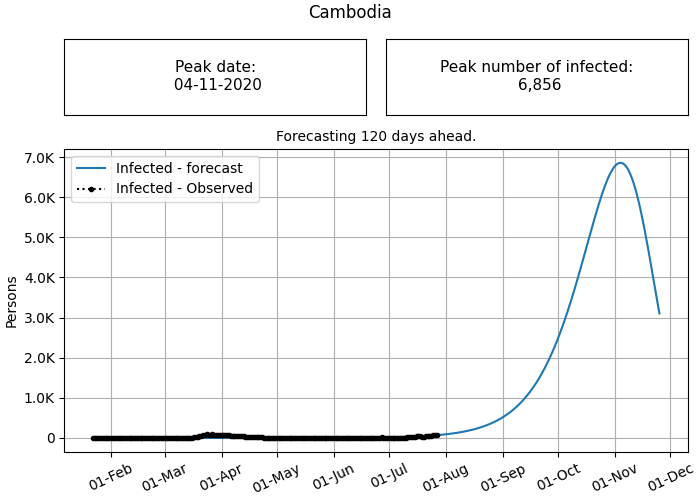 Cambodia
Peak date:
04-11-2020
Peak number of infected:
6,856
Forecasting 120 days ahead.
Infected - forecast
Infected - Observed
Persons
7.0K
6.0K
5.0K
4.0K
3.0K
2.0K
1.0K
0
01-Feb
01-Mar
01-Apr
01-May
01-Jun
01-Jul
01-Aug
01-Sep
01-Oct
01-Nov
01-Dec